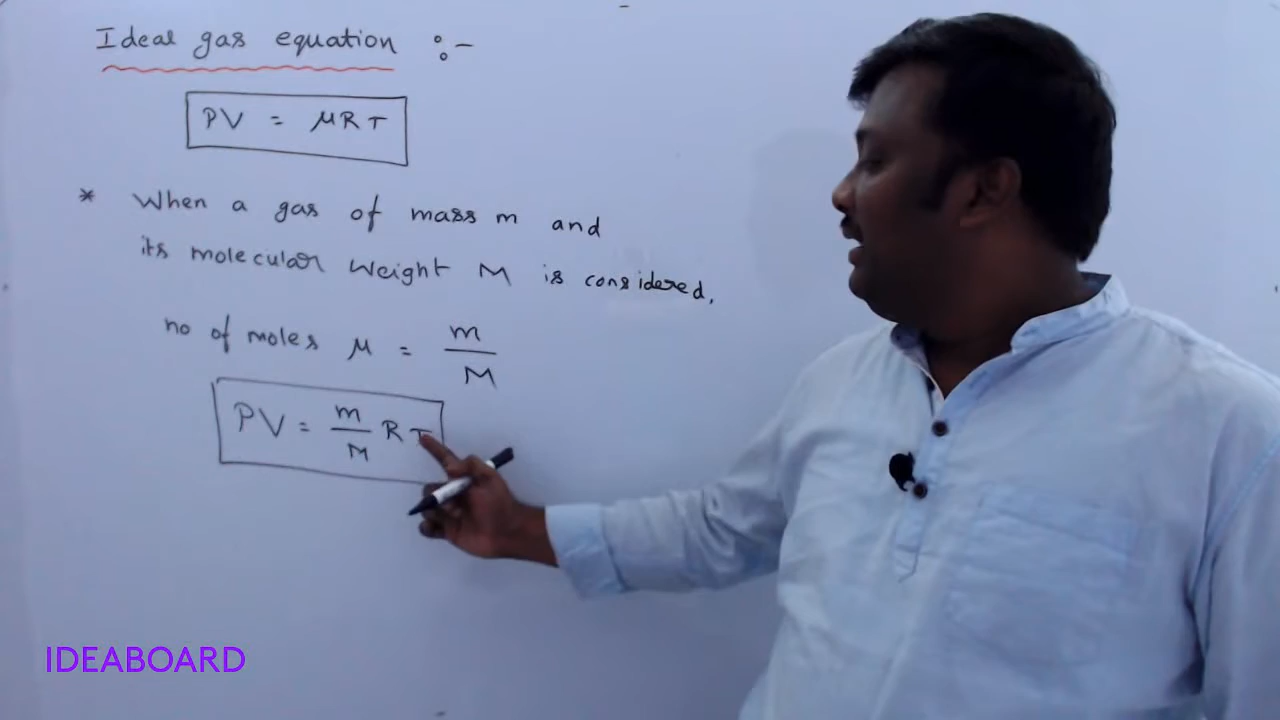 Ideal gas equation :-
PV = μRT
* When a gas of mass m and
its molecular weight M is considered,
no of moles μ = m/M
PV = m/M RT
IDEABOARD